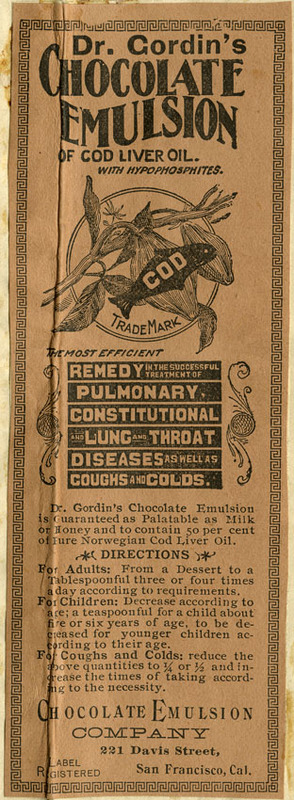 Dr. Gordin's
CHOCOLATE
EMULSION
OF COD LIVER OIL.
WITH HYPOPHOSPHITES.
COD
TRADE MARK
THE MOST EFFICIENT
REMEDY IN THE SUCCESSFUL
TREATMENT OF
PULMONARY,
CONSTITUTIONAL
AND LUNG AND THROAT
DISEASES AS WELL AS
COUGHS AND COLDS.
Dr. Gordin's Chocolate Emulsion
is Guaranteed as Palatable as Milk
or Honey and to contain 50 per cent
of Pure Norwegian Cod Liver Oil.
DIRECTIONS
For Adults: From a Dessert to a
Tablespoonful three or four times
a day according to requirements.
For Children: Decrease according to
age; a teaspoonful for a child about
five or six years of age, to be de-
creased for younger children ac-
cording to their age.
For Coughs and Colds: reduce the
above quantities to ¼ or ½ and in-
crease the times of taking accord-
ing to the necessity.
CHOCOLATE EMULSION
COMPANY
221 Davis Street,
LABEL
REGISTERED
San Francisco, Cal.